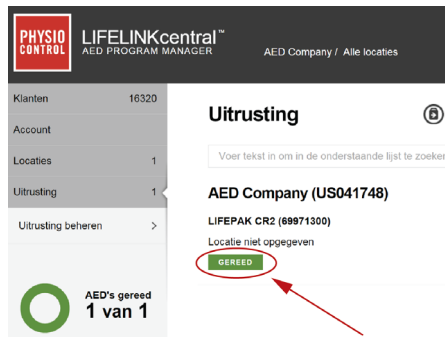 PHYSIO
CONTROL
LIFELINKcentral™
AED PROGRAM MANAGER
AED Company / Alle locaties
Klanten 16320
Account
Locaties 1
Uitrusting 1
Uitrusting beheren >
AED's gereed
1 van 1
Uitrusting
Voer tekst in om in de onderstaande lijst te zoeken
AED Company (US041748)
LIFEPAK CR2 (69971300)
Locatie niet opgegeven
GEREED